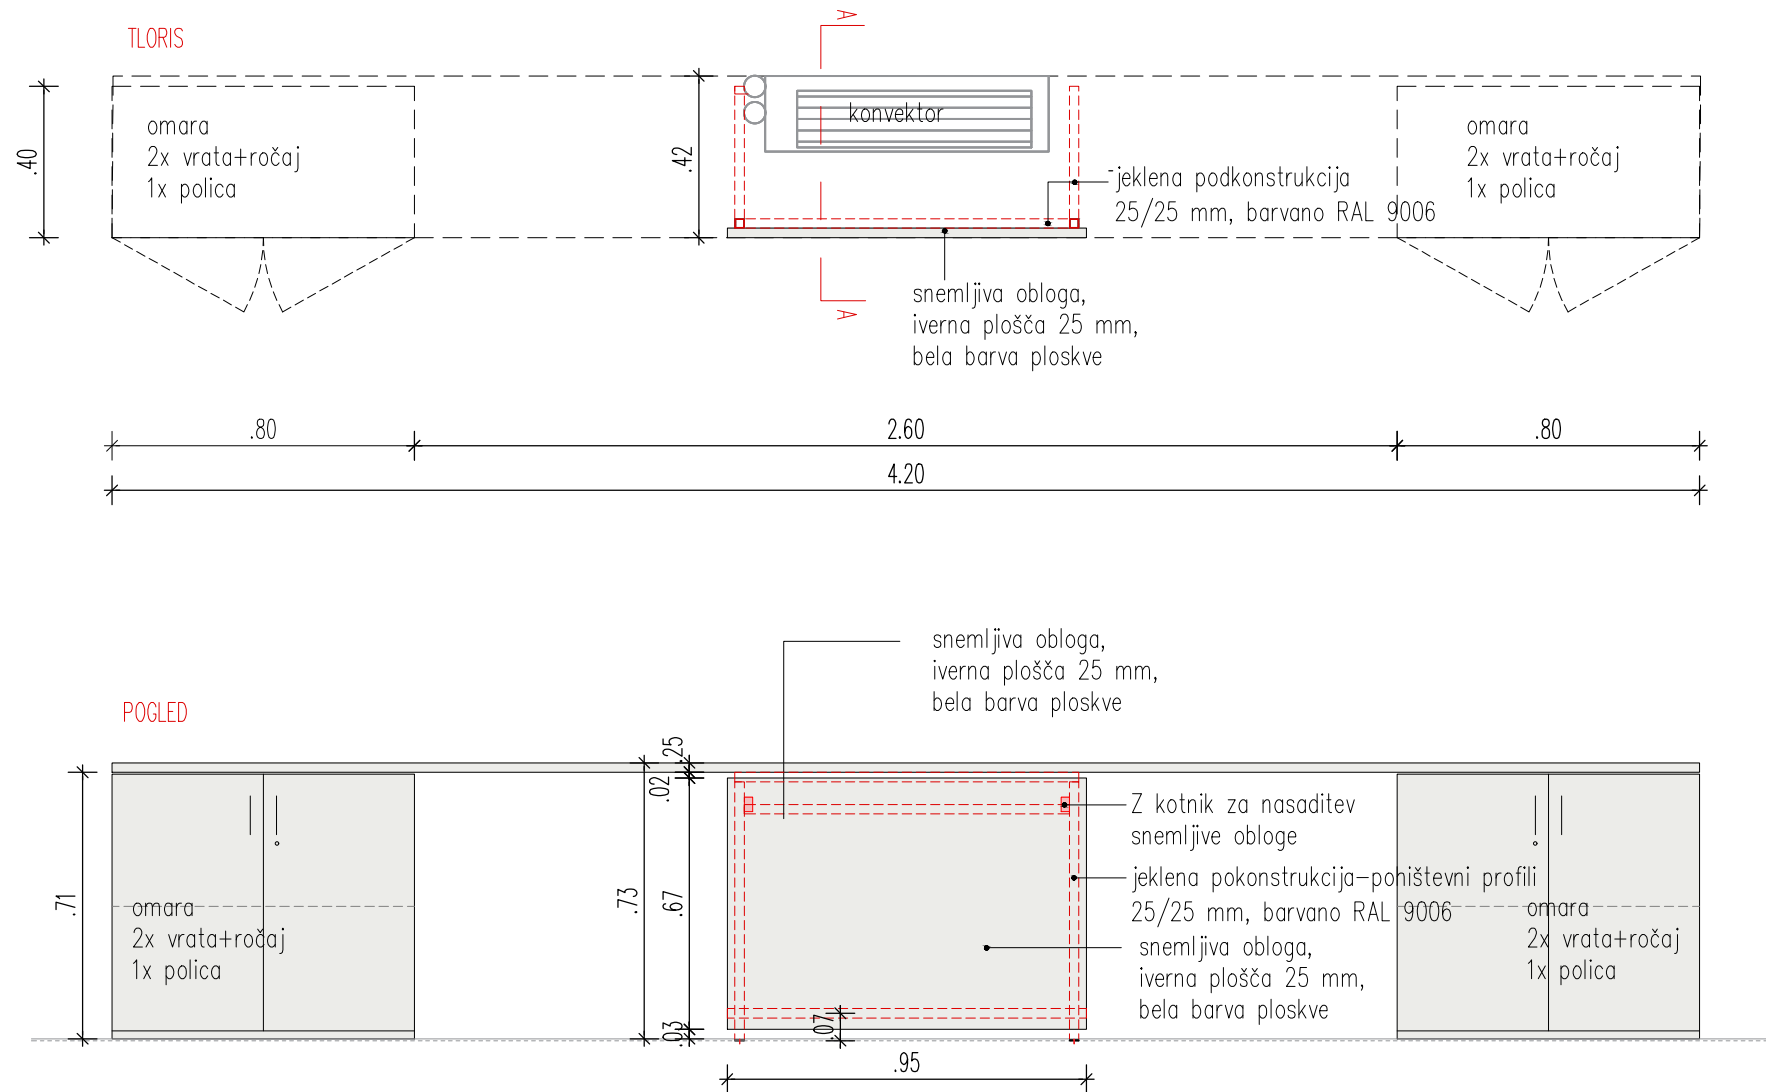 TLORIS
A
omara
2x vrata+ročaj
1x polica
.40
.42
konvektor
jeklena podkonstrukcija
25/25 mm, barvano RAL 9006
omara
2x vrata+ročaj
1x polica
snemljiva obloga,
iverna plošča 25 mm,
bela barva ploskve
A
.80
2.60
.80
4.20
snemljiva obloga,
iverna plošča 25 mm,
bela barva ploskve
POGLED
.25
.02
Z kotnik za nasaditev
snemljive obloge
jeklena pokonstrukcija-pohištevni profili
25/25 mm, barvano RAL 9006
snemljiva obloga,
iverna plošča 25 mm,
bela barva ploskve
.71
omara
2x vrata+ročaj
1x polica
.73
.67
omara
2x vrata+ročaj
1x polica
.03
.07
.95